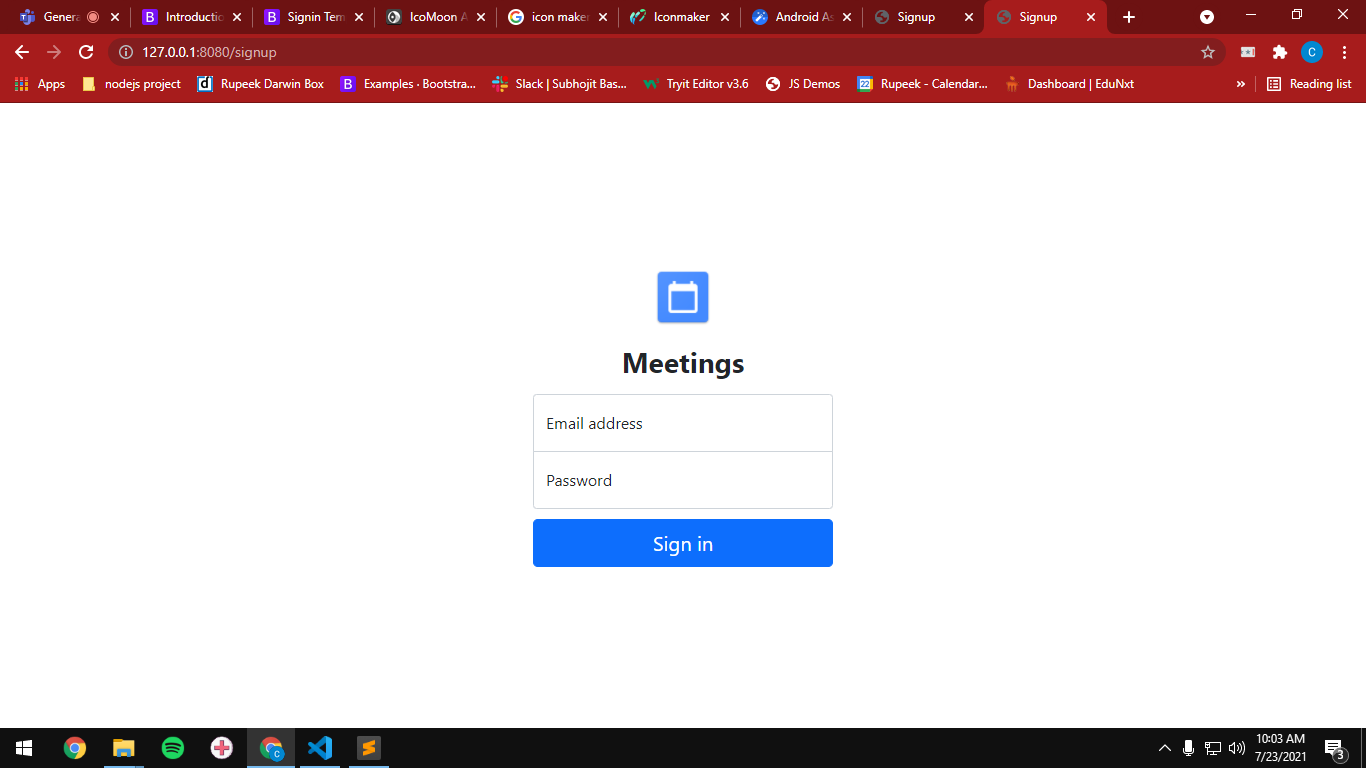 Genera
Introductio
Signin Tem
IcoMoon A
icon maker
Iconmaker
Android As
Signup
Signup
127.0.0.1:8080/signup
C
Apps
nodejs project
Rupeek Darwin Box
Examples · Bootstra...
Slack | Subhojit Bas...
Tryit Editor v3.6
JS Demos
Rupeek - Calendar...
Dashboard | EduNxt
»
Reading list
Meetings
Email address
Password
Sign in
10:03 AM
7/23/2021
3